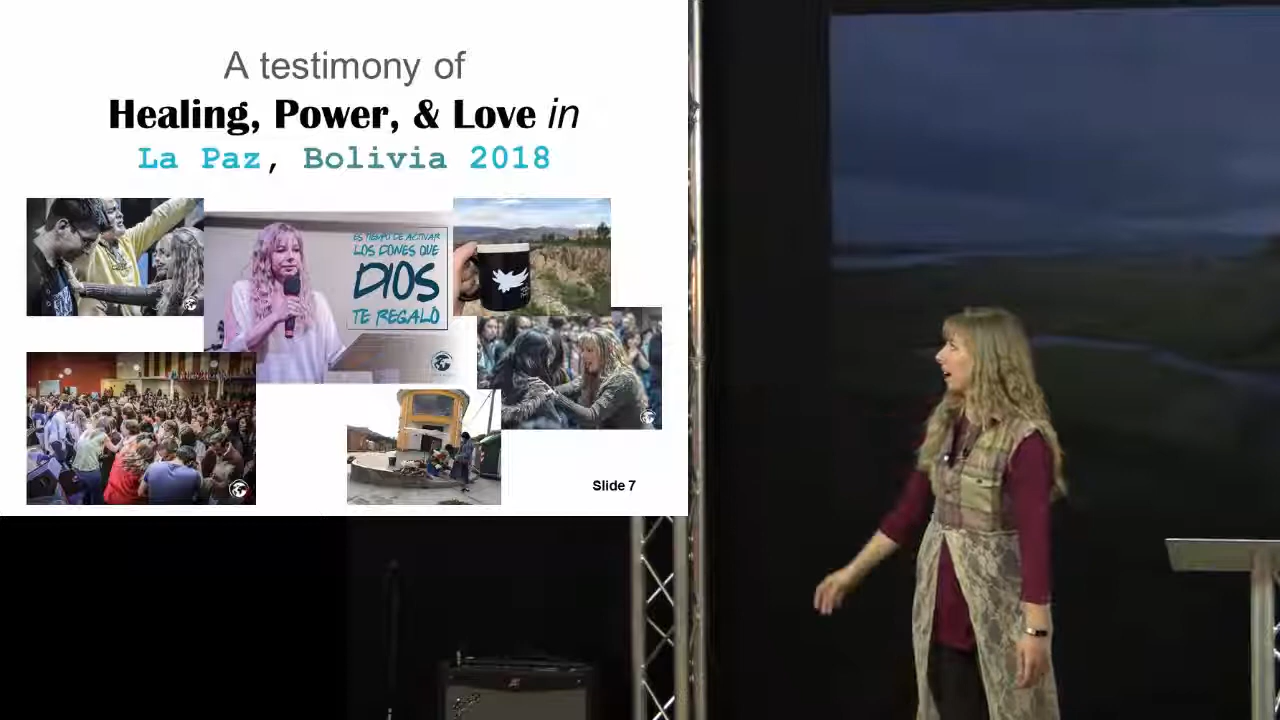 A testimony of
Healing, Power, & Love in
La Paz, Bolivia 2018
ES TIEMPO DE ACTIVAR
LOS DONES QUE
DIOS
TE REGALÓ
Slide 7